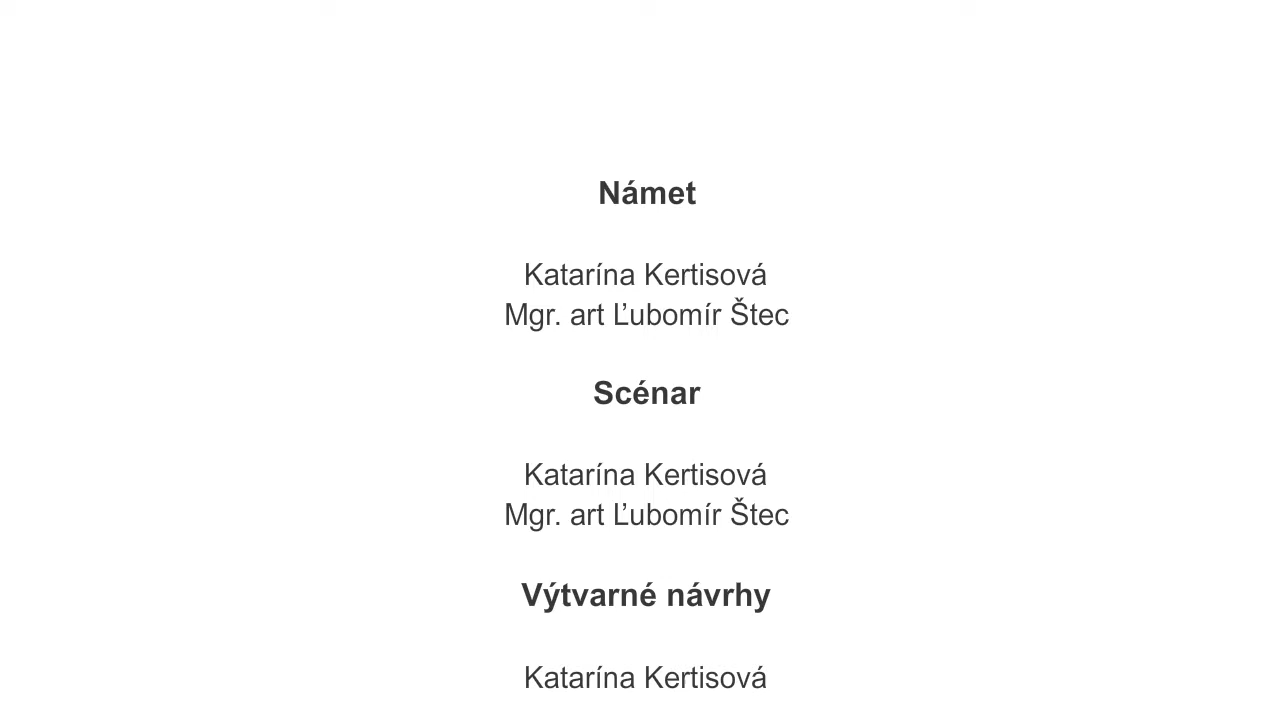 Námet
Katarína Kertisová
Mgr. art Ľubomír Štec
Scénar
Katarína Kertisová
Mgr. art Ľubomír Štec
Výtvarné návrhy
Katarína Kertisová